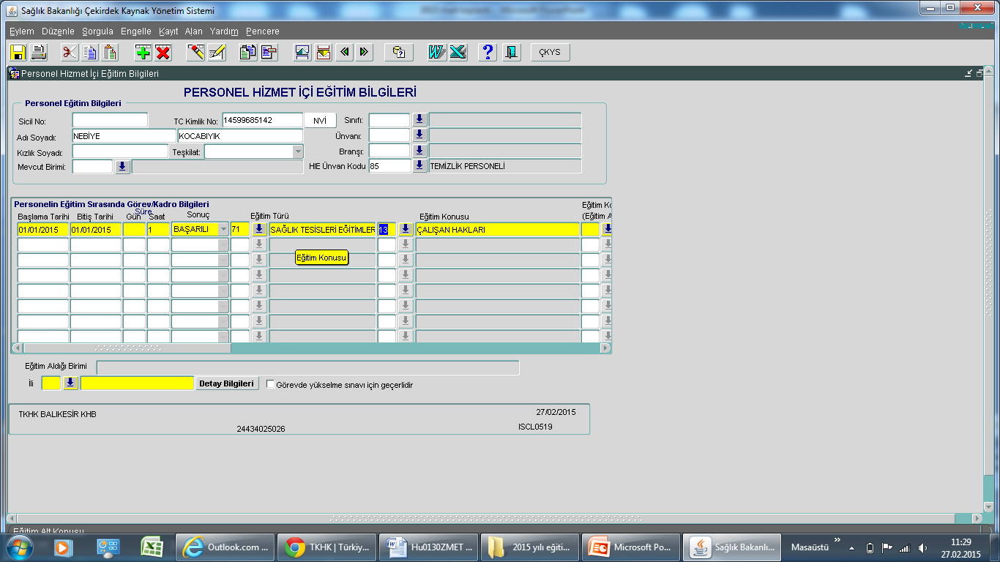 Sağlık Bakanlığı Çekirdek Kaynak Yönetim Sistemi
Eylem Düzenle Sorgula Engelle Kayıt Alan Yardım Pencere
ÇKYS
Personel Hizmet İçi Eğitim Bilgileri
PERSONEL HİZMET İÇİ EĞİTİM BİLGİLERİ
Personel Eğitim Bilgileri
Sicil No: TC Kimlik No: 14599685142 NVİ Sınıfı:
Adı Soyadı: NEBİYE KOCABIYIK Ünvanı:
Kızlık Soyadı: Teşkilat: Branşı:
Mevcut Birimi: HIE Ünvan Kodu 85 TEMİZLİK PERSONELİ
Personelin Eğitim Sırasında Görev/Kadro Bilgileri
Süre Eğitim Ko
Başlama Tarihi Bitiş Tarihi Gün Saat Sonuç Eğitim Türü Eğitim Konusu (Eğitim A
01/01/2015 01/01/2015 1 BAŞARILI 71 SAĞLIK TESİSLERİ EĞİTİMLER 13 ÇALIŞAN HAKLARI
Eğitim Konusu
Eğitim Aldığı Birimi
İli Detay Bilgileri Görevde yükselme sınavı için geçerlidir
TKHK BALIKESİR KHB 27/02/2015
24434025026 ISCL0519
Eğitim Alt Konusu
Outlook.com ... TKHK | Türkiy... Hu0130ZMET ... 2015 yılı eğiti... Microsoft Po... Sağlık Bakanlı... Masaüstü 11:29
27.02.2015